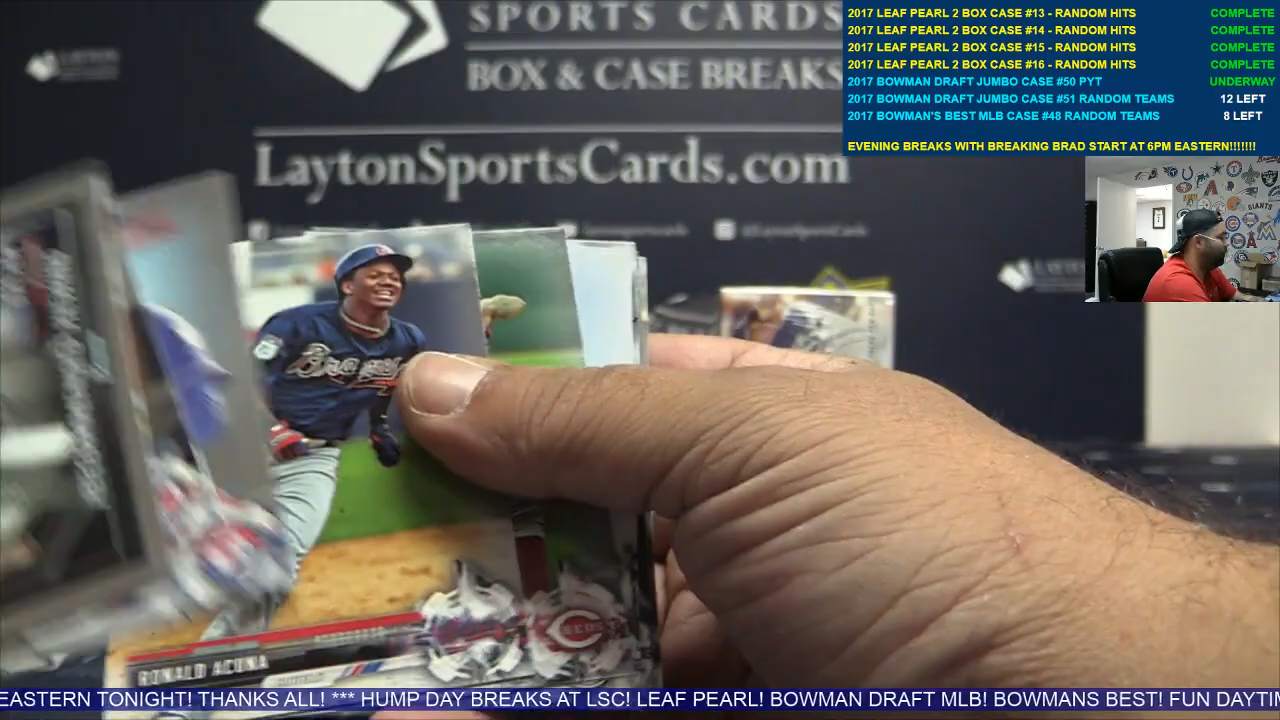 SPORTS CARDS
BOX & CASE BREAKS
LaytonSportsCards.com
2017 LEAF PEARL 2 BOX CASE #13 - RANDOM HITS COMPLETE
2017 LEAF PEARL 2 BOX CASE #14 - RANDOM HITS COMPLETE
2017 LEAF PEARL 2 BOX CASE #15 - RANDOM HITS COMPLETE
2017 LEAF PEARL 2 BOX CASE #16 - RANDOM HITS COMPLETE
2017 BOWMAN DRAFT JUMBO CASE #50 PYT UNDERWAY
2017 BOWMAN DRAFT JUMBO CASE #51 RANDOM TEAMS 12 LEFT
2017 BOWMAN'S BEST MLB CASE #48 RANDOM TEAMS 8 LEFT
EVENING BREAKS WITH BREAKING BRAD START AT 6PM EASTERN!!!!!!!
GIANTS
LAYTON
Braves
REDS
RONALD ACUNA
EASTERN TONIGHT! THANKS ALL! *** HUMP DAY BREAKS AT LSC! LEAF PEARL! BOWMAN DRAFT MLB! BOWMANS BEST! FUN DAYTI